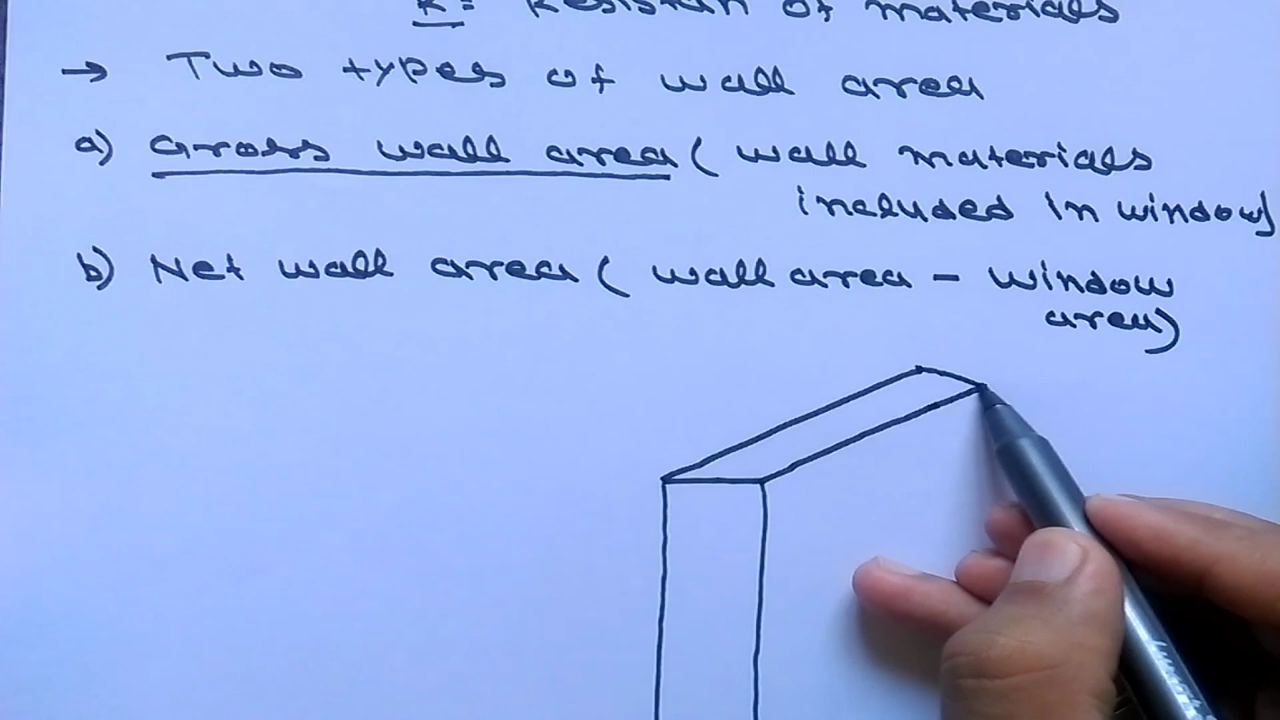 R: Resistan of materials
→ Two types of wall area
a) Gross wall area ( wall materials
included in window)
b) Net wall area ( wall area - window
area)